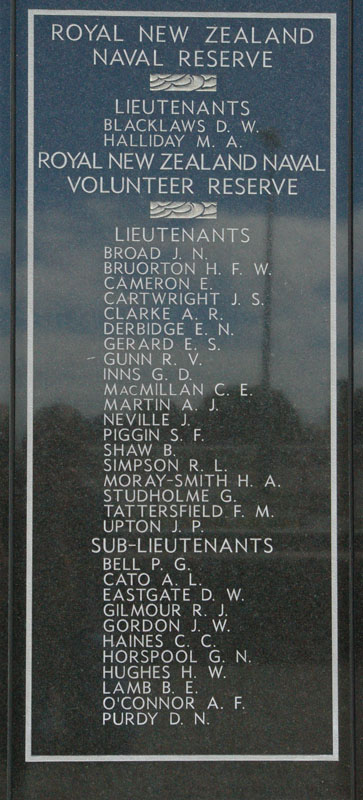 ROYAL NEW ZEALAND
NAVAL RESERVE
LIEUTENANTS
BLACKLAWS D. W.
HALLIDAY M. A.
ROYAL NEW ZEALAND NAVAL
VOLUNTEER RESERVE
LIEUTENANTS
BROAD J. N.
BRUORTON H. F. W.
CAMERON E.
CARTWRIGHT J. S.
CLARKE A. R.
DERBIDGE E. N.
GERARD E. S.
GUNN R. V.
INNS G. D.
MACMILLAN C. E.
MARTIN A. J.
NEVILLE J.
PIGGIN S. F.
SHAW B.
SIMPSON R. L.
MORAY-SMITH H. A.
STUDHOLME G.
TATTERSFIELD F. M.
UPTON J. P.
SUB-LIEUTENANTS
BELL P. G.
CATO A. L.
EASTGATE D. W.
GILMOUR R. J.
GORDON J. W.
HAINES C. C.
HORSPOOL G. N.
HUGHES H. W.
LAMB B. E.
O'CONNOR A. F.
PURDY D. N.